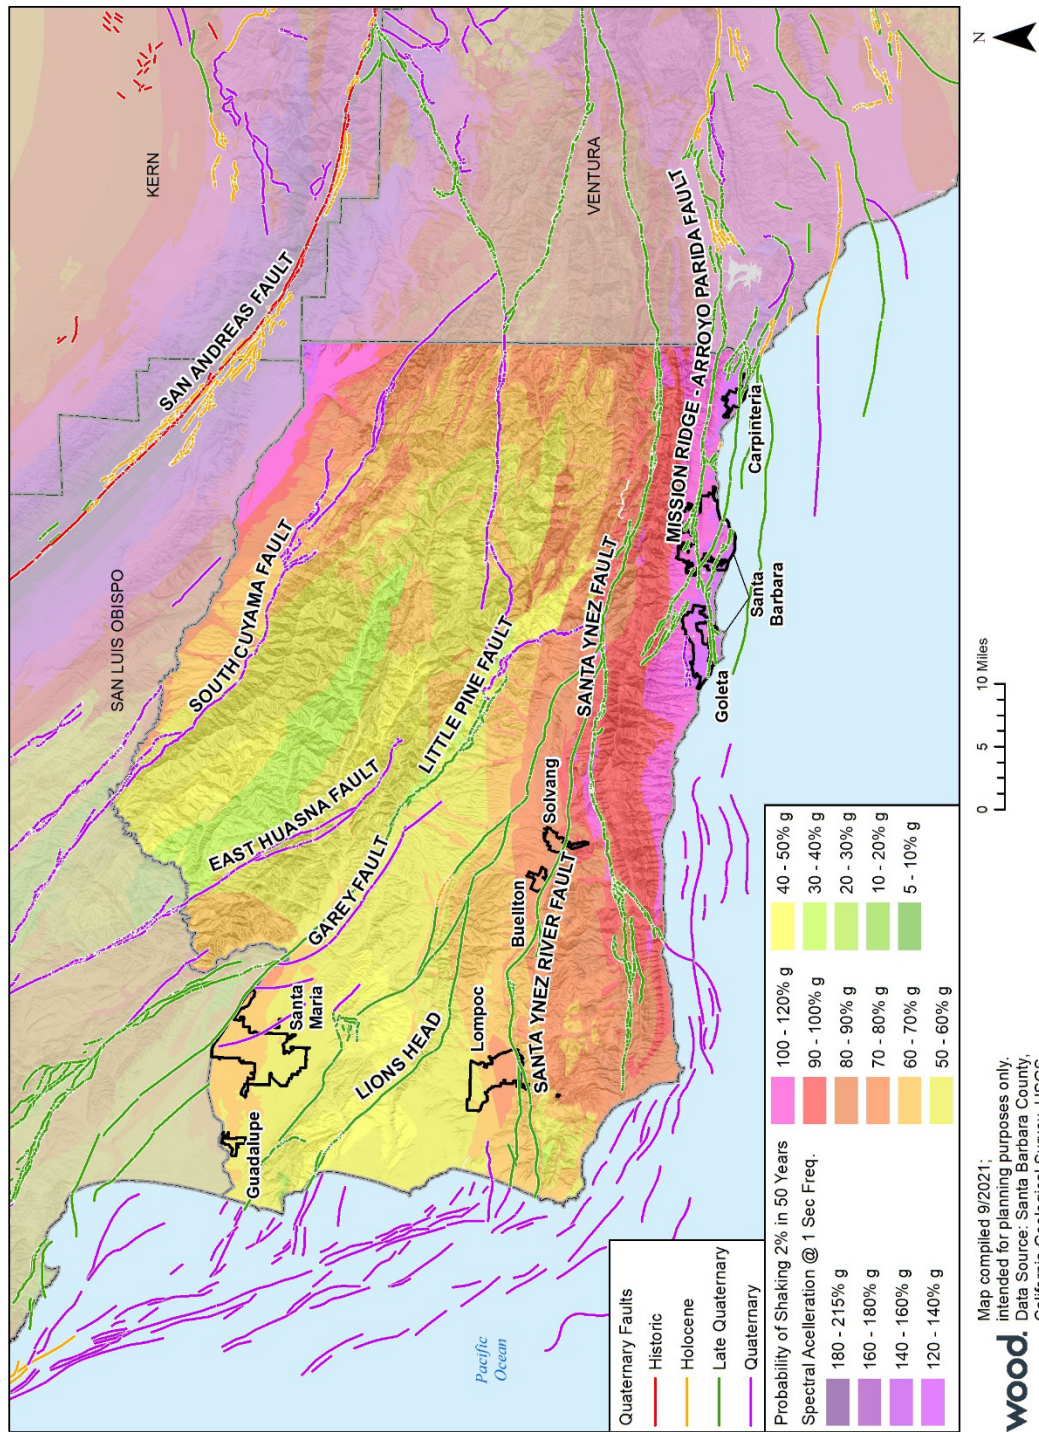 KERN
SAN ANDREAS FAULT
SAN LUIS OBISPO
VENTURA
SOUTH CUYAMA FAULT
EAST HUASNA FAULT
GAREY FAULT
LITTLE PINE FAULT
Santa
Maria
Guadalupe
LIONS HEAD
Lompoc
Buellton
Solvang
SANTA YNEZ RIVER FAULT
SANTA YNEZ FAULT
MISSION RIDGE - ARROYO PARIDA FAULT
Carpinteria
Santa
Barbara
Goleta
Pacific
Ocean
Quaternary Faults
Historic
Holocene
Late Quaternary
Quaternary
Probability of Shaking 2% in 50 Years
Spectral Acelleration @ 1 Sec Freq.
180 - 215% g
160 - 180% g
140 - 160% g
120 - 140% g
100 - 120% g
90 - 100% g
80 - 90% g
70 - 80% g
60 - 70% g
50 - 60% g
40 - 50% g
30 - 40% g
20 - 30% g
10 - 20% g
5 - 10% g
0 5 10 Miles
N
wood.
Map compiled 9/2021;
intended for planning purposes only.
Data Source: Santa Barbara County,
California Geological Survey, USGS